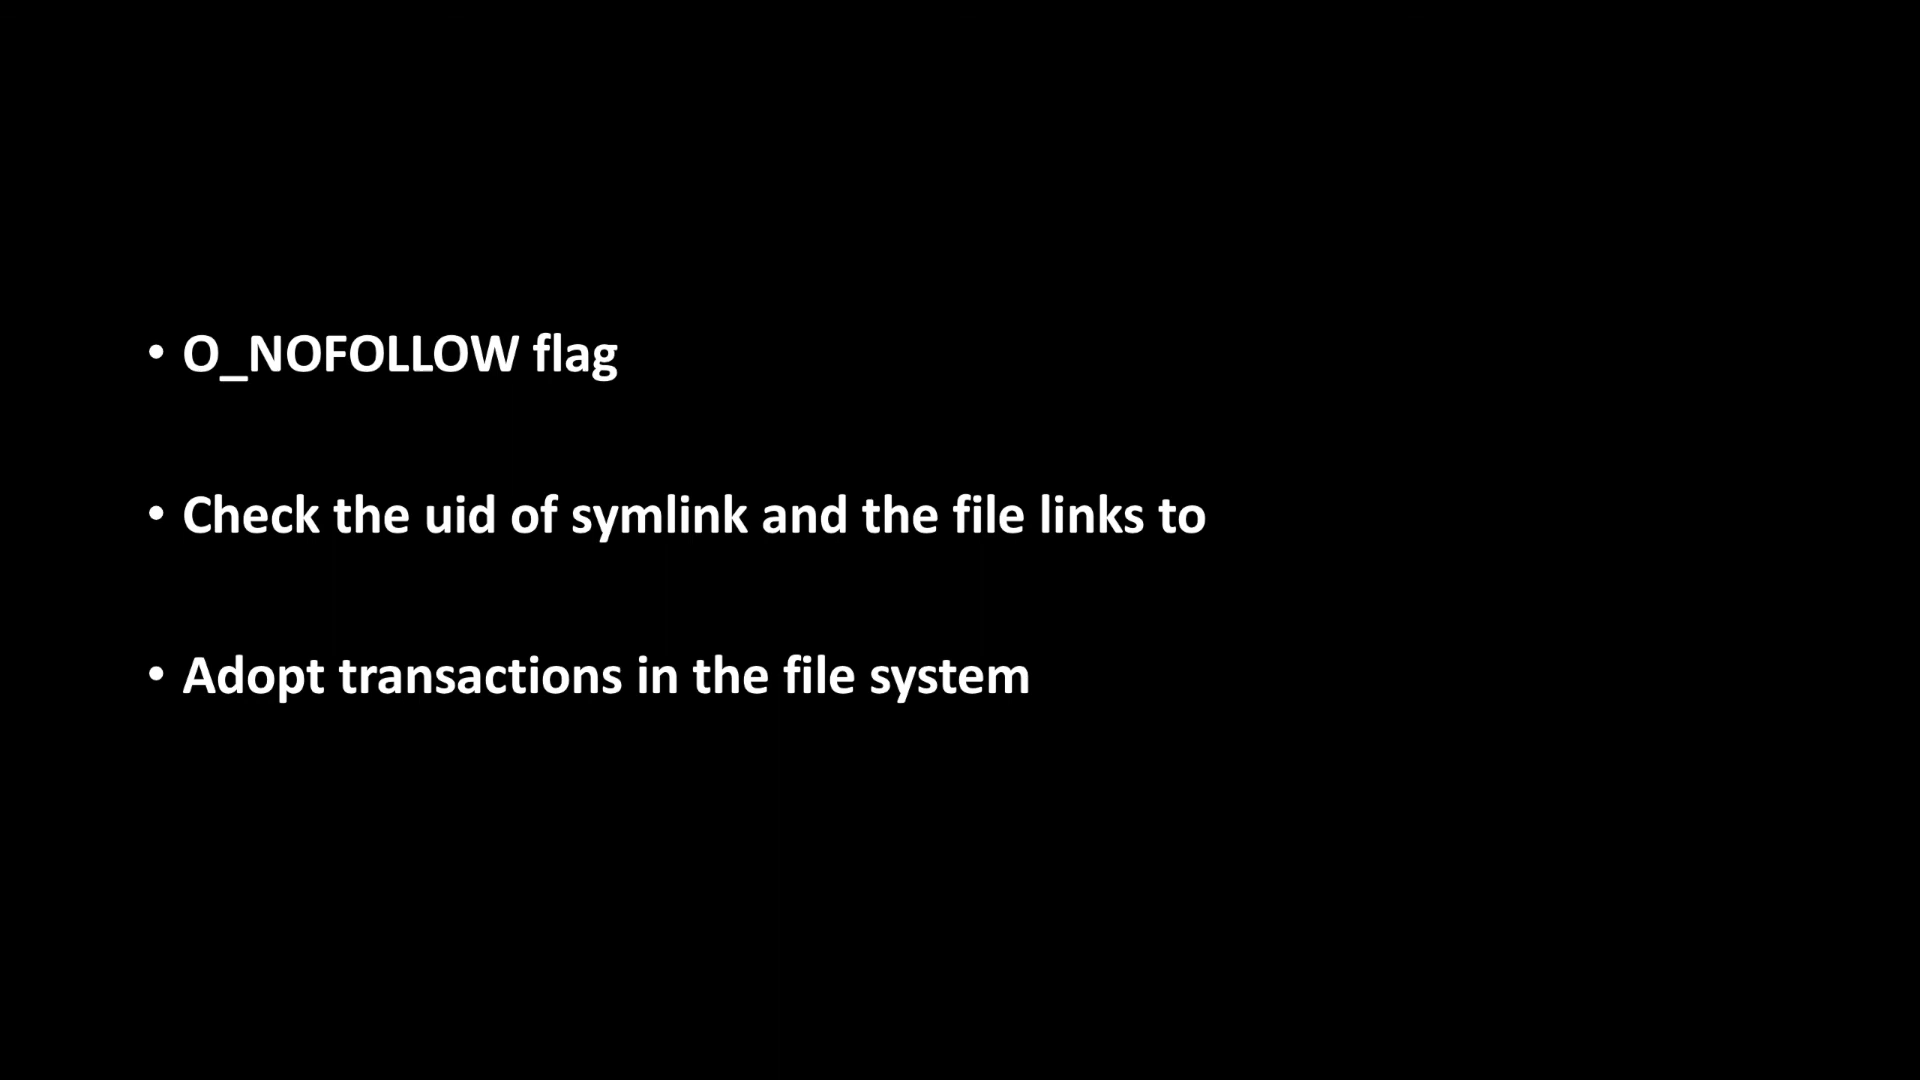 • O_NOFOLLOW flag
• Check the uid of symlink and the file links to
• Adopt transactions in the file system